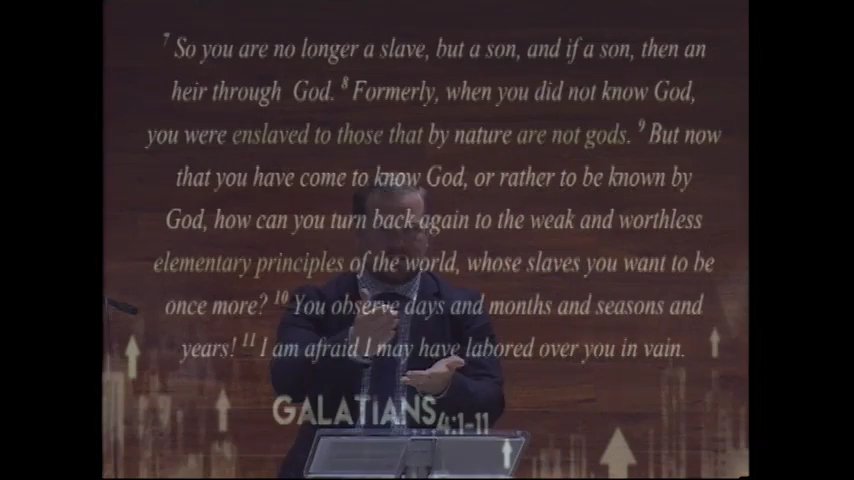 ⁷ So you are no longer a slave, but a son, and if a son, then an
heir through God. ⁸ Formerly, when you did not know God,
you were enslaved to those that by nature are not gods. ⁹ But now
that you have come to know God, or rather to be known by
God, how can you turn back again to the weak and worthless
elementary principles of the world, whose slaves you want to be
once more? ¹⁰ You observe days and months and seasons and
years! ¹¹ I am afraid I may have labored over you in vain.
GALATIANS 4:1-11